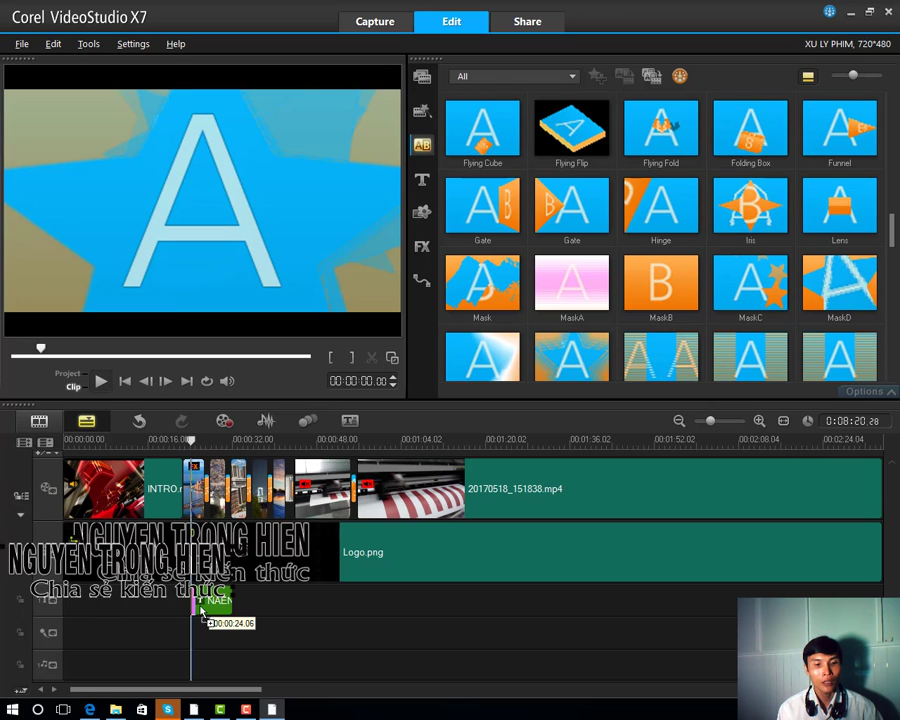 Corel VideoStudio X7
Capture
Edit
Share
File
Edit
Tools
Settings
Help
XU LY PHIM, 720*480
All
Flying Cube
Flying Flip
Flying Fold
Folding Box
Funnel
Gate
Gate
Hinge
Iris
Lens
Mask
MaskA
MaskB
MaskC
MaskD
A
Project
Clip
00:00:00.00
Options
0:08:20.28
00:00:00.00
00:00:16.00
00:00:32.00
00:00:48.00
00:01:04.02
00:01:20.02
00:01:36.02
00:01:52.02
00:02:08.04
00:02:24.04
INTRO.
20170518_151838.mp4
NGUYEN TRONG HIEN
Chia sẻ kiến thức
NGUYEN TRONG HIEN
Chia sẻ kiến thức
Logo.png
00:00:24.06